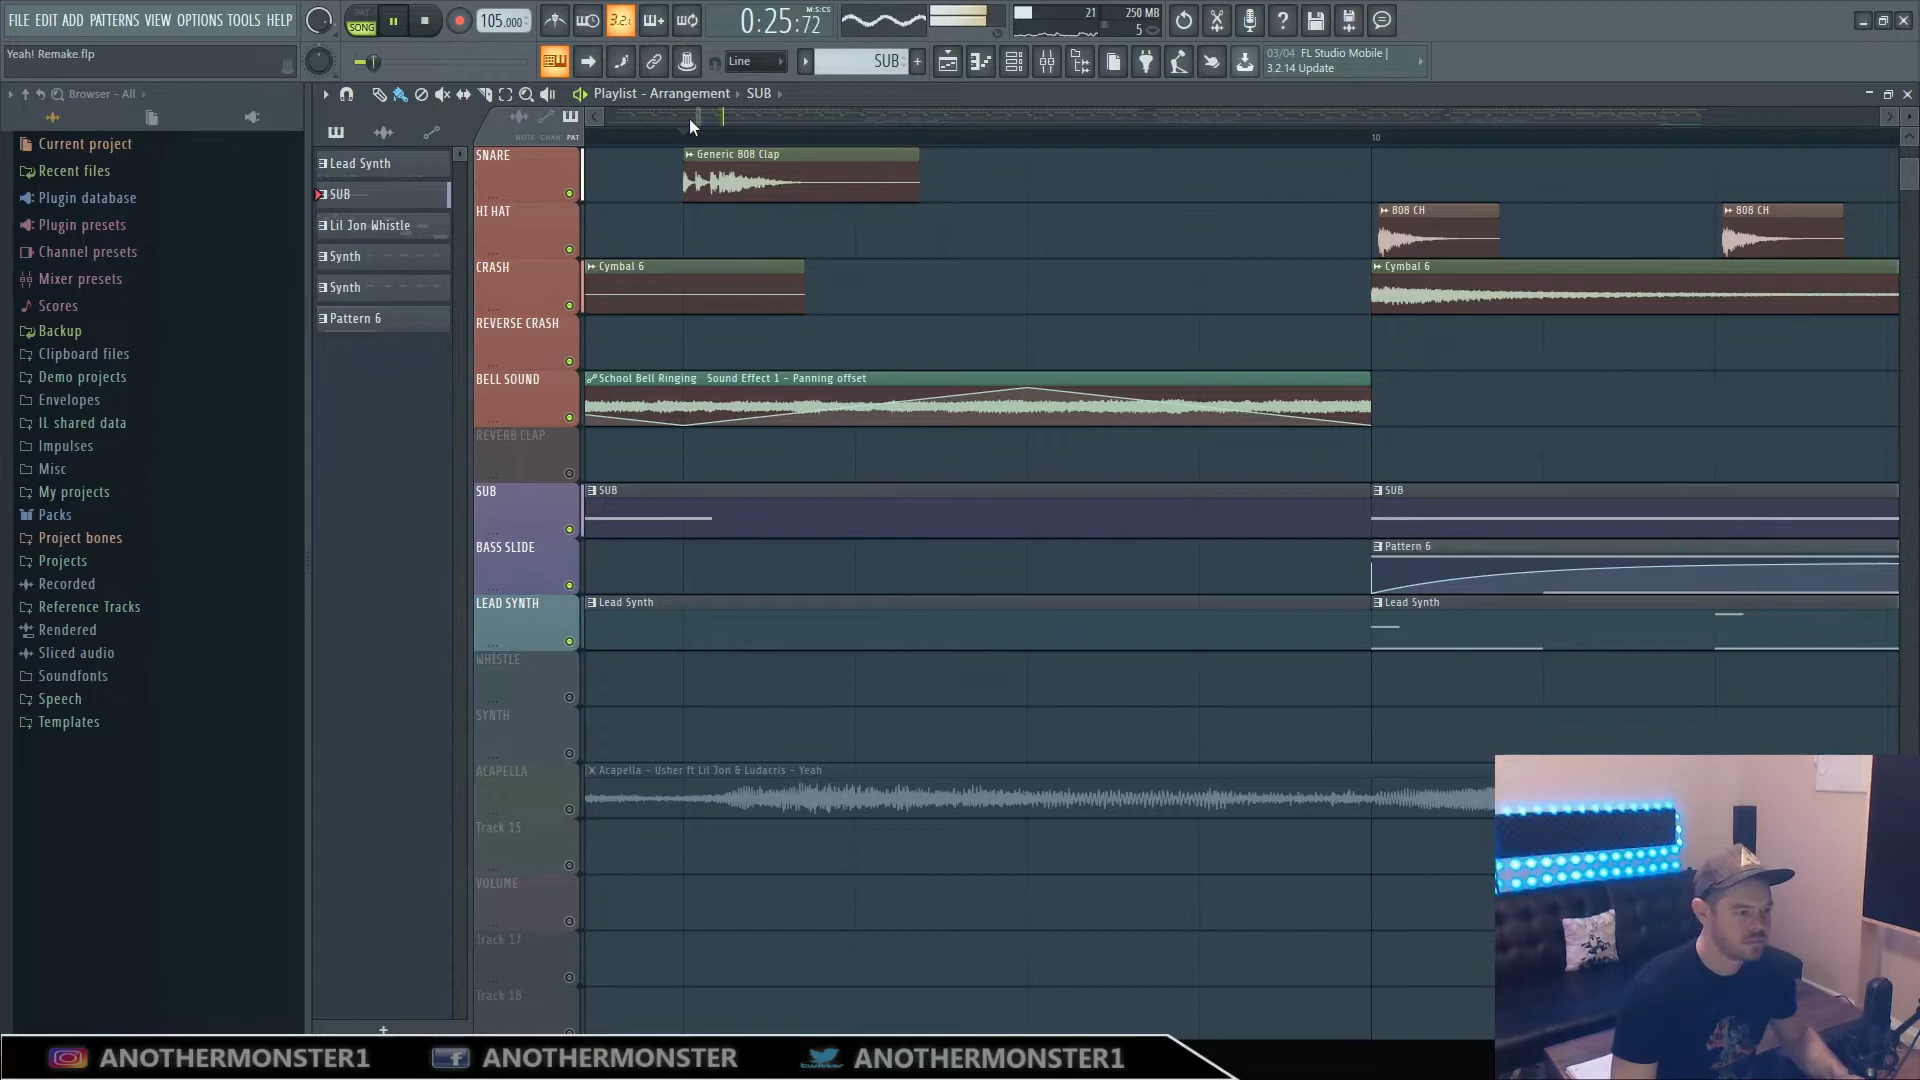 FILE EDIT ADD PATTERNS VIEW OPTIONS TOOLS HELP
PAT
SONG
105.000
3.2.
0:25:72
M:S:CS
21
250 MB
5
Yeah! Remake.flp
Line
SUB
03/04 FL Studio Mobile |
3.2.14 Update
Browser - All
Playlist - Arrangement
SUB
NOTE CHAN PAT
10
Current project
Recent files
Plugin database
Plugin presets
Channel presets
Mixer presets
Scores
Backup
Clipboard files
Demo projects
Envelopes
IL shared data
Impulses
Misc
My projects
Packs
Project bones
Projects
Recorded
Reference Tracks
Rendered
Sliced audio
Soundfonts
Speech
Templates
Lead Synth
SUB
Lil Jon Whistle
Synth
Synth
Pattern 6
SNARE
Generic 808 Clap
HI HAT
808 CH
808 CH
CRASH
Cymbal 6
Cymbal 6
REVERSE CRASH
BELL SOUND
School Bell Ringing Sound Effect 1 - Panning offset
REVERB CLAP
SUB
SUB
SUB
BASS SLIDE
Pattern 6
LEAD SYNTH
Lead Synth
Lead Synth
WHISTLE
SYNTH
ACAPELLA
Acapella - Usher ft Lil Jon & Ludacris - Yeah
Track 15
VOLUME
Track 17
Track 18
ANOTHERMONSTER1
ANOTHERMONSTER
twitter
ANOTHERMONSTER1